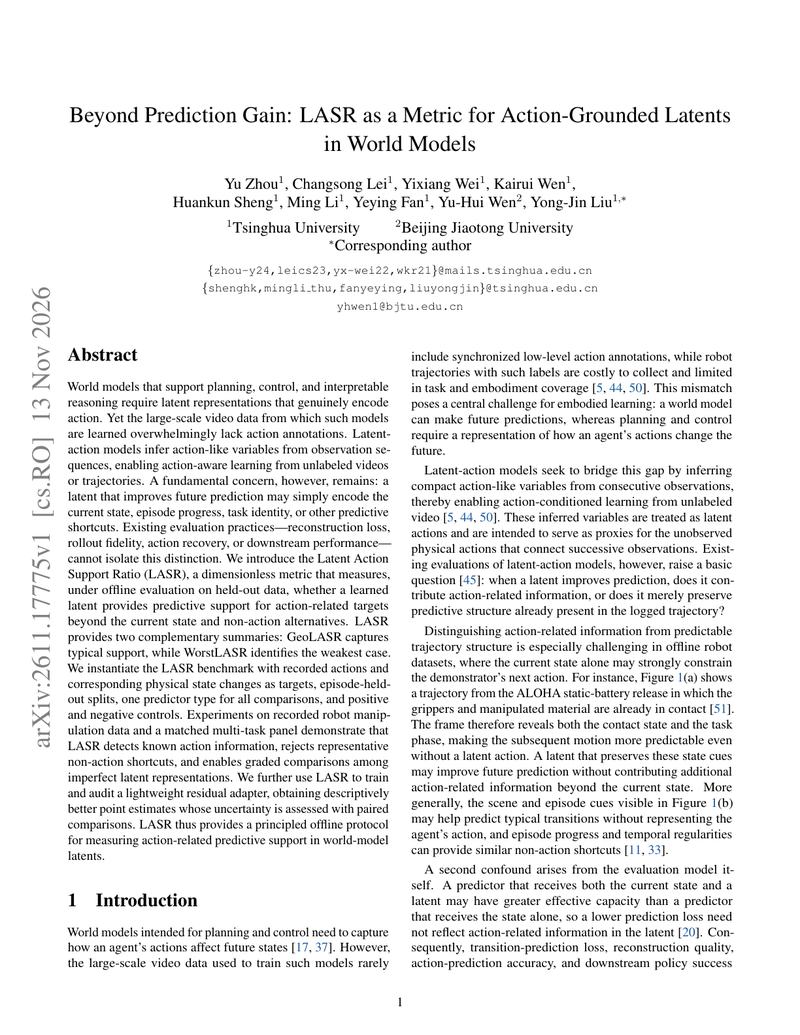 Beyond Prediction Gain: LASR as a Metric for Action-Grounded Latents
in World Models
Yu Zhou1, Changsong Lei1, Yixiang Wei1, Kairui Wen1,
Huankun Sheng1, Ming Li1, Yeying Fan1, Yu-Hui Wen2, Yong-Jin Liu1,*
1Tsinghua University 2Beijing Jiaotong University
*Corresponding author
{zhou-y24,leics23,yx-wei22,wkr21}@mails.tsinghua.edu.cn
{shenghk,mingli_thu,fanyeying,liuyongjin}@tsinghua.edu.cn
yhwen1@bjtu.edu.cn
arXiv:2611.17775v1 [cs.RO] 13 Nov 2026
Abstract
World models that support planning, control, and interpretable
reasoning require latent representations that genuinely encode
action. Yet the large-scale video data from which such models
are learned overwhelmingly lack action annotations. Latent-
action models infer action-like variables from observation se-
quences, enabling action-aware learning from unlabeled videos
or trajectories. A fundamental concern, however, remains: a
latent that improves future prediction may simply encode the
current state, episode progress, task identity, or other predictive
shortcuts. Existing evaluation practices—reconstruction loss,
rollout fidelity, action recovery, or downstream performance—
cannot isolate this distinction. We introduce the Latent Action
Support Ratio (LASR), a dimensionless metric that measures,
under offline evaluation on held-out data, whether a learned
latent provides predictive support for action-related targets
beyond the current state and non-action alternatives. LASR
provides two complementary summaries: GeoLASR captures
typical support, while WorstLASR identifies the weakest case.
We instantiate the LASR benchmark with recorded actions and
corresponding physical state changes as targets, episode-held-
out splits, one predictor type for all comparisons, and positive
and negative controls. Experiments on recorded robot manip-
ulation data and a matched multi-task panel demonstrate that
LASR detects known action information, rejects representative
non-action shortcuts, and enables graded comparisons among
imperfect latent representations. We further use LASR to train
and audit a lightweight residual adapter, obtaining descriptively
better point estimates whose uncertainty is assessed with paired
comparisons. LASR thus provides a principled offline protocol
for measuring action-related predictive support in world-model
latents.
1 Introduction
World models intended for planning and control need to capture
how an agent's actions affect future states [17, 37]. However,
the large-scale video data used to train such models rarely
include synchronized low-level action annotations, while robot
trajectories with such labels are costly to collect and limited
in task and embodiment coverage [5, 44, 50]. This mismatch
poses a central challenge for embodied learning: a world model
can make future predictions, whereas planning and control
require a representation of how an agent's actions change the
future.
Latent-action models seek to bridge this gap by inferring
compact action-like variables from consecutive observations,
thereby enabling action-conditioned learning from unlabeled
video [5, 44, 50]. These inferred variables are treated as latent
actions and are intended to serve as proxies for the unobserved
physical actions that connect successive observations. Exist-
ing evaluations of latent-action models, however, raise a basic
question [45]: when a latent improves prediction, does it con-
tribute action-related information, or does it merely preserve
predictive structure already present in the logged trajectory?
Distinguishing action-related information from predictable
trajectory structure is especially challenging in offline robot
datasets, where the current state alone may strongly constrain
the demonstrator's next action. For instance, Figure 1(a) shows
a trajectory from the ALOHA static-battery release in which the
grippers and manipulated material are already in contact [51].
The frame therefore reveals both the contact state and the task
phase, making the subsequent motion more predictable even
without a latent action. A latent that preserves these state cues
may improve future prediction without contributing additional
action-related information beyond the current state. More
generally, the scene and episode cues visible in Figure 1(b)
may help predict typical transitions without representing the
agent's action, and episode progress and temporal regularities
can provide similar non-action shortcuts [11, 33].
A second confound arises from the evaluation model it-
self. A predictor that receives both the current state and a
latent may have greater effective capacity than a predictor
that receives the state alone, so a lower prediction loss need
not reflect action-related information in the latent [20]. Con-
sequently, transition-prediction loss, reconstruction quality,
action-prediction accuracy, and downstream policy success
1